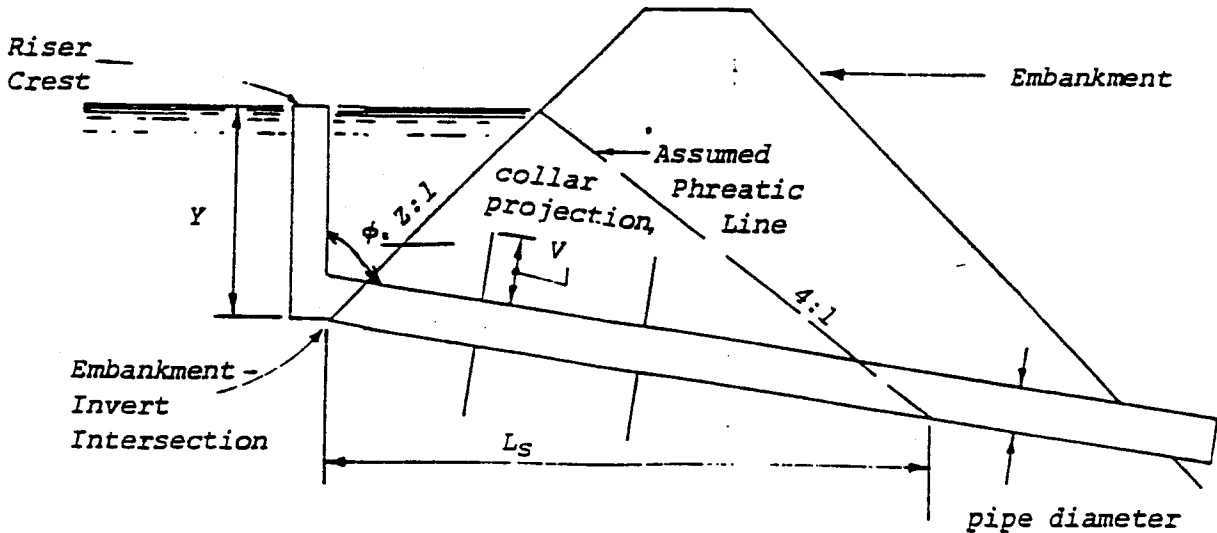 Riser
Crest
Embankment
Assumed
Phreatic
Line
collar
projection,
V
Y
φ. Z:1
4:1
Embankment -
Invert
Intersection
LS
pipe diameter